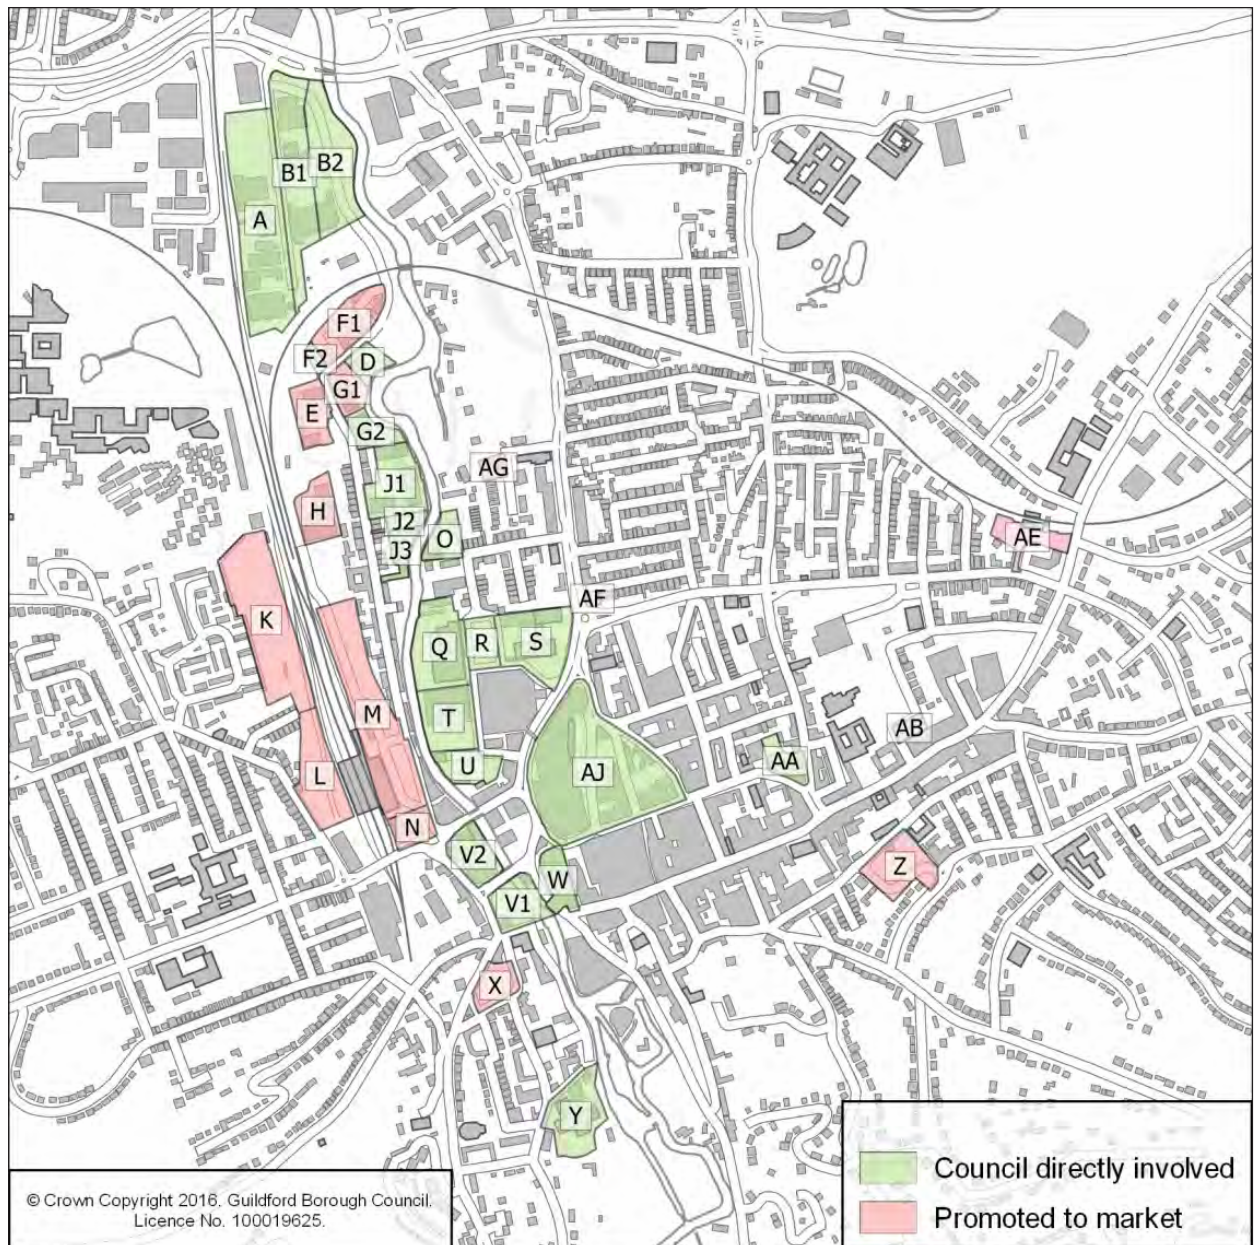 B2
B1
A
F1
F2
D
G1
E
G2
AG
J1
H
J2
O
AE
J3
AF
K
Q
R
S
M
T
AB
AA
U
AJ
L
N
V2
Z
W
V1
X
Y
Council directly involved
Promoted to market
© Crown Copyright 2016. Guildford Borough Council.
Licence No. 100019625.